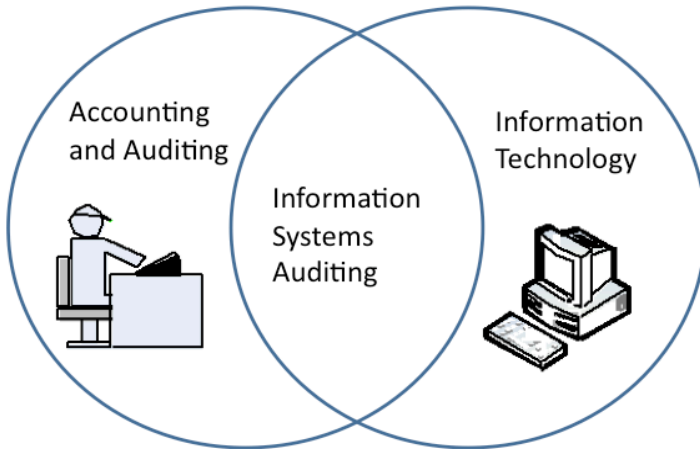 Accounting
and Auditing
Information
Systems
Auditing
Information
Technology